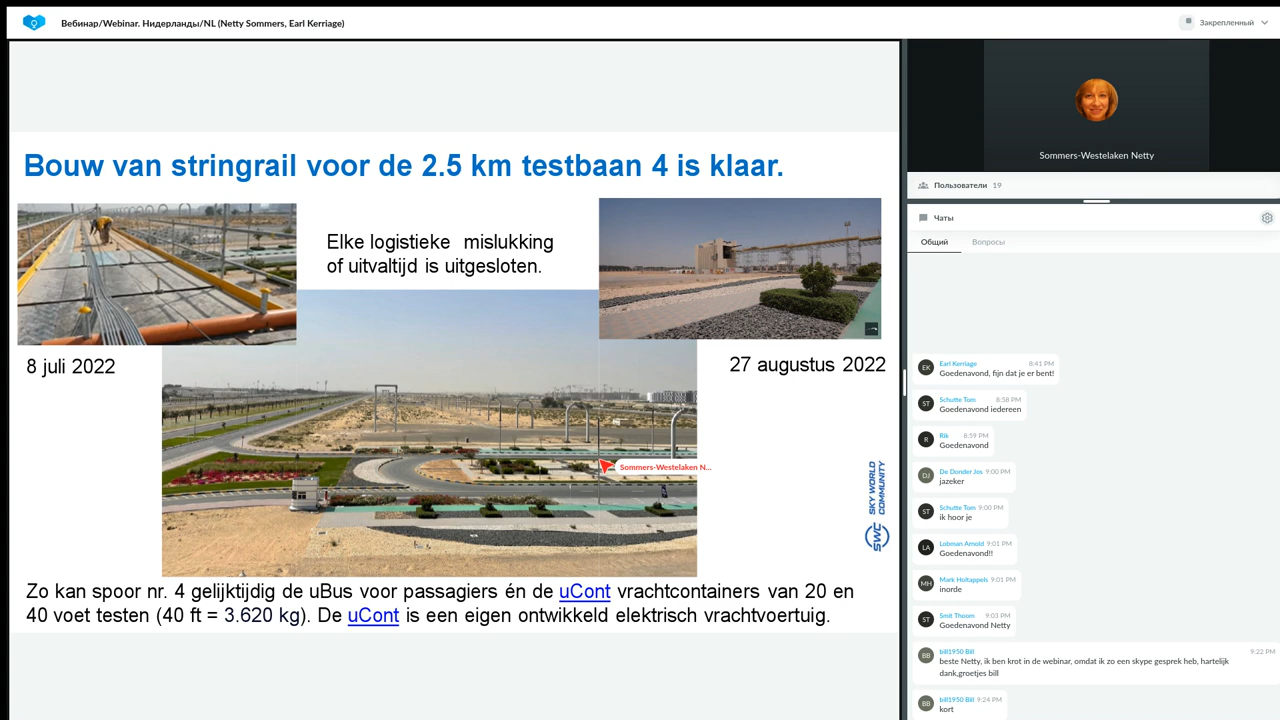 Вебинар/Webinar. Нидерланды/NL (Netty Sommers, Earl Kerriage)
Закрепленный
Bouw van stringrail voor de 2.5 km testbaan 4 is klaar.
Elke logistieke mislukking
of uitvaltijd is uitgesloten.
8 juli 2022
27 augustus 2022
Sommers-Westelaken N...
SKY WORLD
COMMUNITY
SWC
Zo kan spoor nr. 4 gelijktijdig de uBus voor passagiers én de uCont vrachtcontainers van 20 en
40 voet testen (40 ft = 3.620 kg). De uCont is een eigen ontwikkeld elektrisch vrachtvoertuig.
Sommers-Westelaken Netty
Пользователи 19
Чаты
Общий Вопросы
EK Earl Kerriage 8:41 PM
Goedenavond, fijn dat je er bent!
ST Schutte Tom 8:58 PM
Goedenavond iedereen
R Rik 8:59 PM
Goedenavond
DJ De Donder Jos 9:00 PM
jazeker
ST Schutte Tom 9:00 PM
ik hoor je
LA Lobman Arnold 9:01 PM
Goedenavond!!
MH Mark Holtappels 9:01 PM
inorde
ST Smit Thoom 9:03 PM
Goedenavond Netty
BB bill1950 Bill 9:22 PM
beste Netty, ik ben krot in de webinar, omdat ik zo een skype gesprek heb, hartelijk
dank,groetjes bill
BB bill1950 Bill 9:24 PM
kort